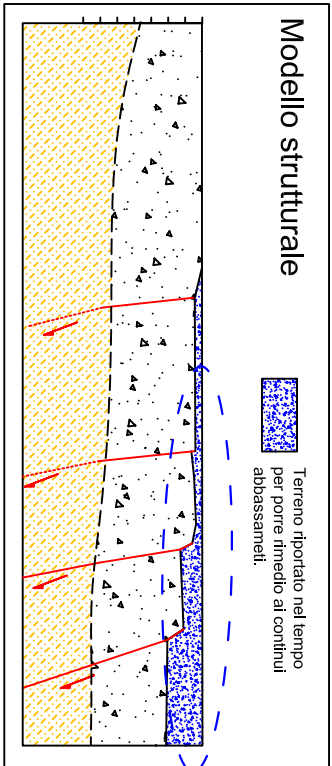 Modello strutturale
Terreno riportato nel tempo
per porre rimedio ai continui
abbassameti.